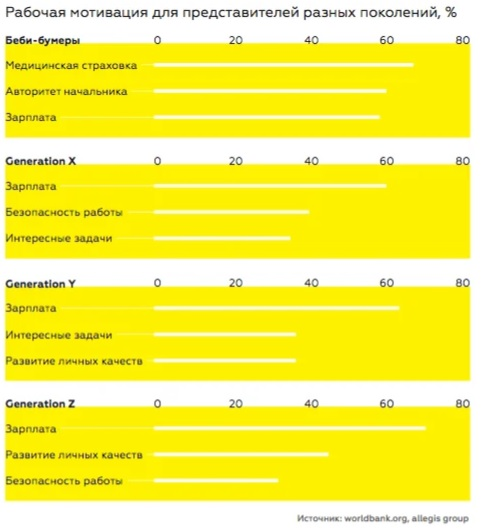 Рабочая мотивация для представителей разных поколений, %
Беби-бумеры 0 20 40 60 80
Медицинская страховка
Авторитет начальника
Зарплата
Generation X 0 20 40 60 80
Зарплата
Безопасность работы
Интересные задачи
Generation Y 0 20 40 60 80
Зарплата
Интересные задачи
Развитие личных качеств
Generation Z 0 20 40 60 80
Зарплата
Развитие личных качеств
Безопасность работы
Источник: worldbank.org, allegis group